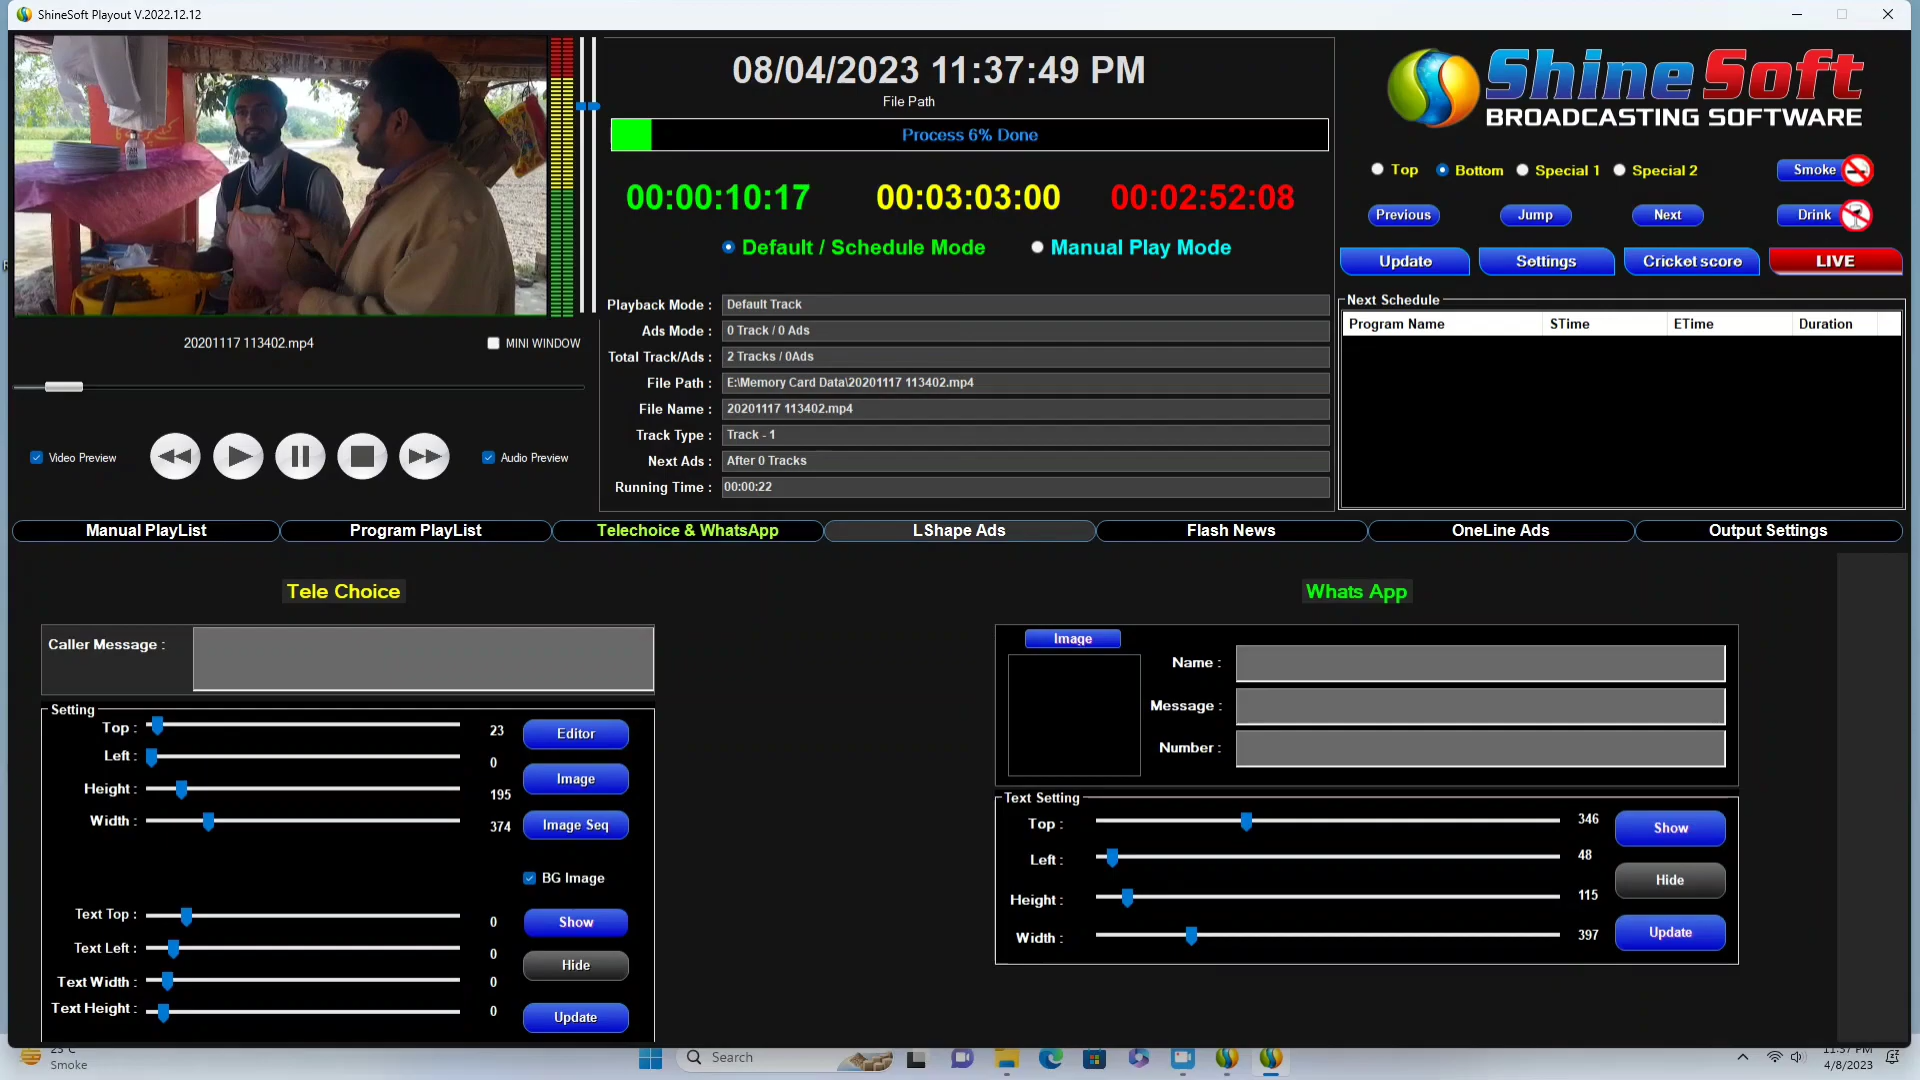 ShineSoft Playout V.2022.12.12
08/04/2023 11:37:49 PM
File Path
Process 6% Done
00:00:10:17
00:03:03:00
00:02:52:08
Default / Schedule Mode
Manual Play Mode
ShineSoft
BROADCASTING SOFTWARE
Top
Bottom
Special 1
Special 2
Smoke
Previous
Jump
Next
Drink
Update
Settings
Cricket score
LIVE
20201117 113402.mp4
MINI WINDOW
Video Preview
Audio Preview
Playback Mode : Default Track
Ads Mode : 0 Track / 0 Ads
Total Track/Ads : 2 Tracks / 0Ads
File Path : E:\Memory Card Data\20201117 113402.mp4
File Name : 20201117 113402.mp4
Track Type : Track - 1
Next Ads : After 0 Tracks
Running Time : 00:00:22
Next Schedule
Program Name STime ETime Duration
Manual PlayList
Program PlayList
Telechoice & WhatsApp
LShape Ads
Flash News
OneLine Ads
Output Settings
Tele Choice
Caller Message :
Setting
Top : 23
Left : 0
Height : 195
Width : 374
Editor
Image
Image Seq
BG Image
Text Top : 0
Text Left : 0
Text Width : 0
Text Height : 0
Show
Hide
Update
Whats App
Image
Name :
Message :
Number :
Text Setting
Top : 346
Left : 48
Height : 115
Width : 397
Show
Hide
Update
23°C
Smoke
Search
11:37 PM
4/8/2023